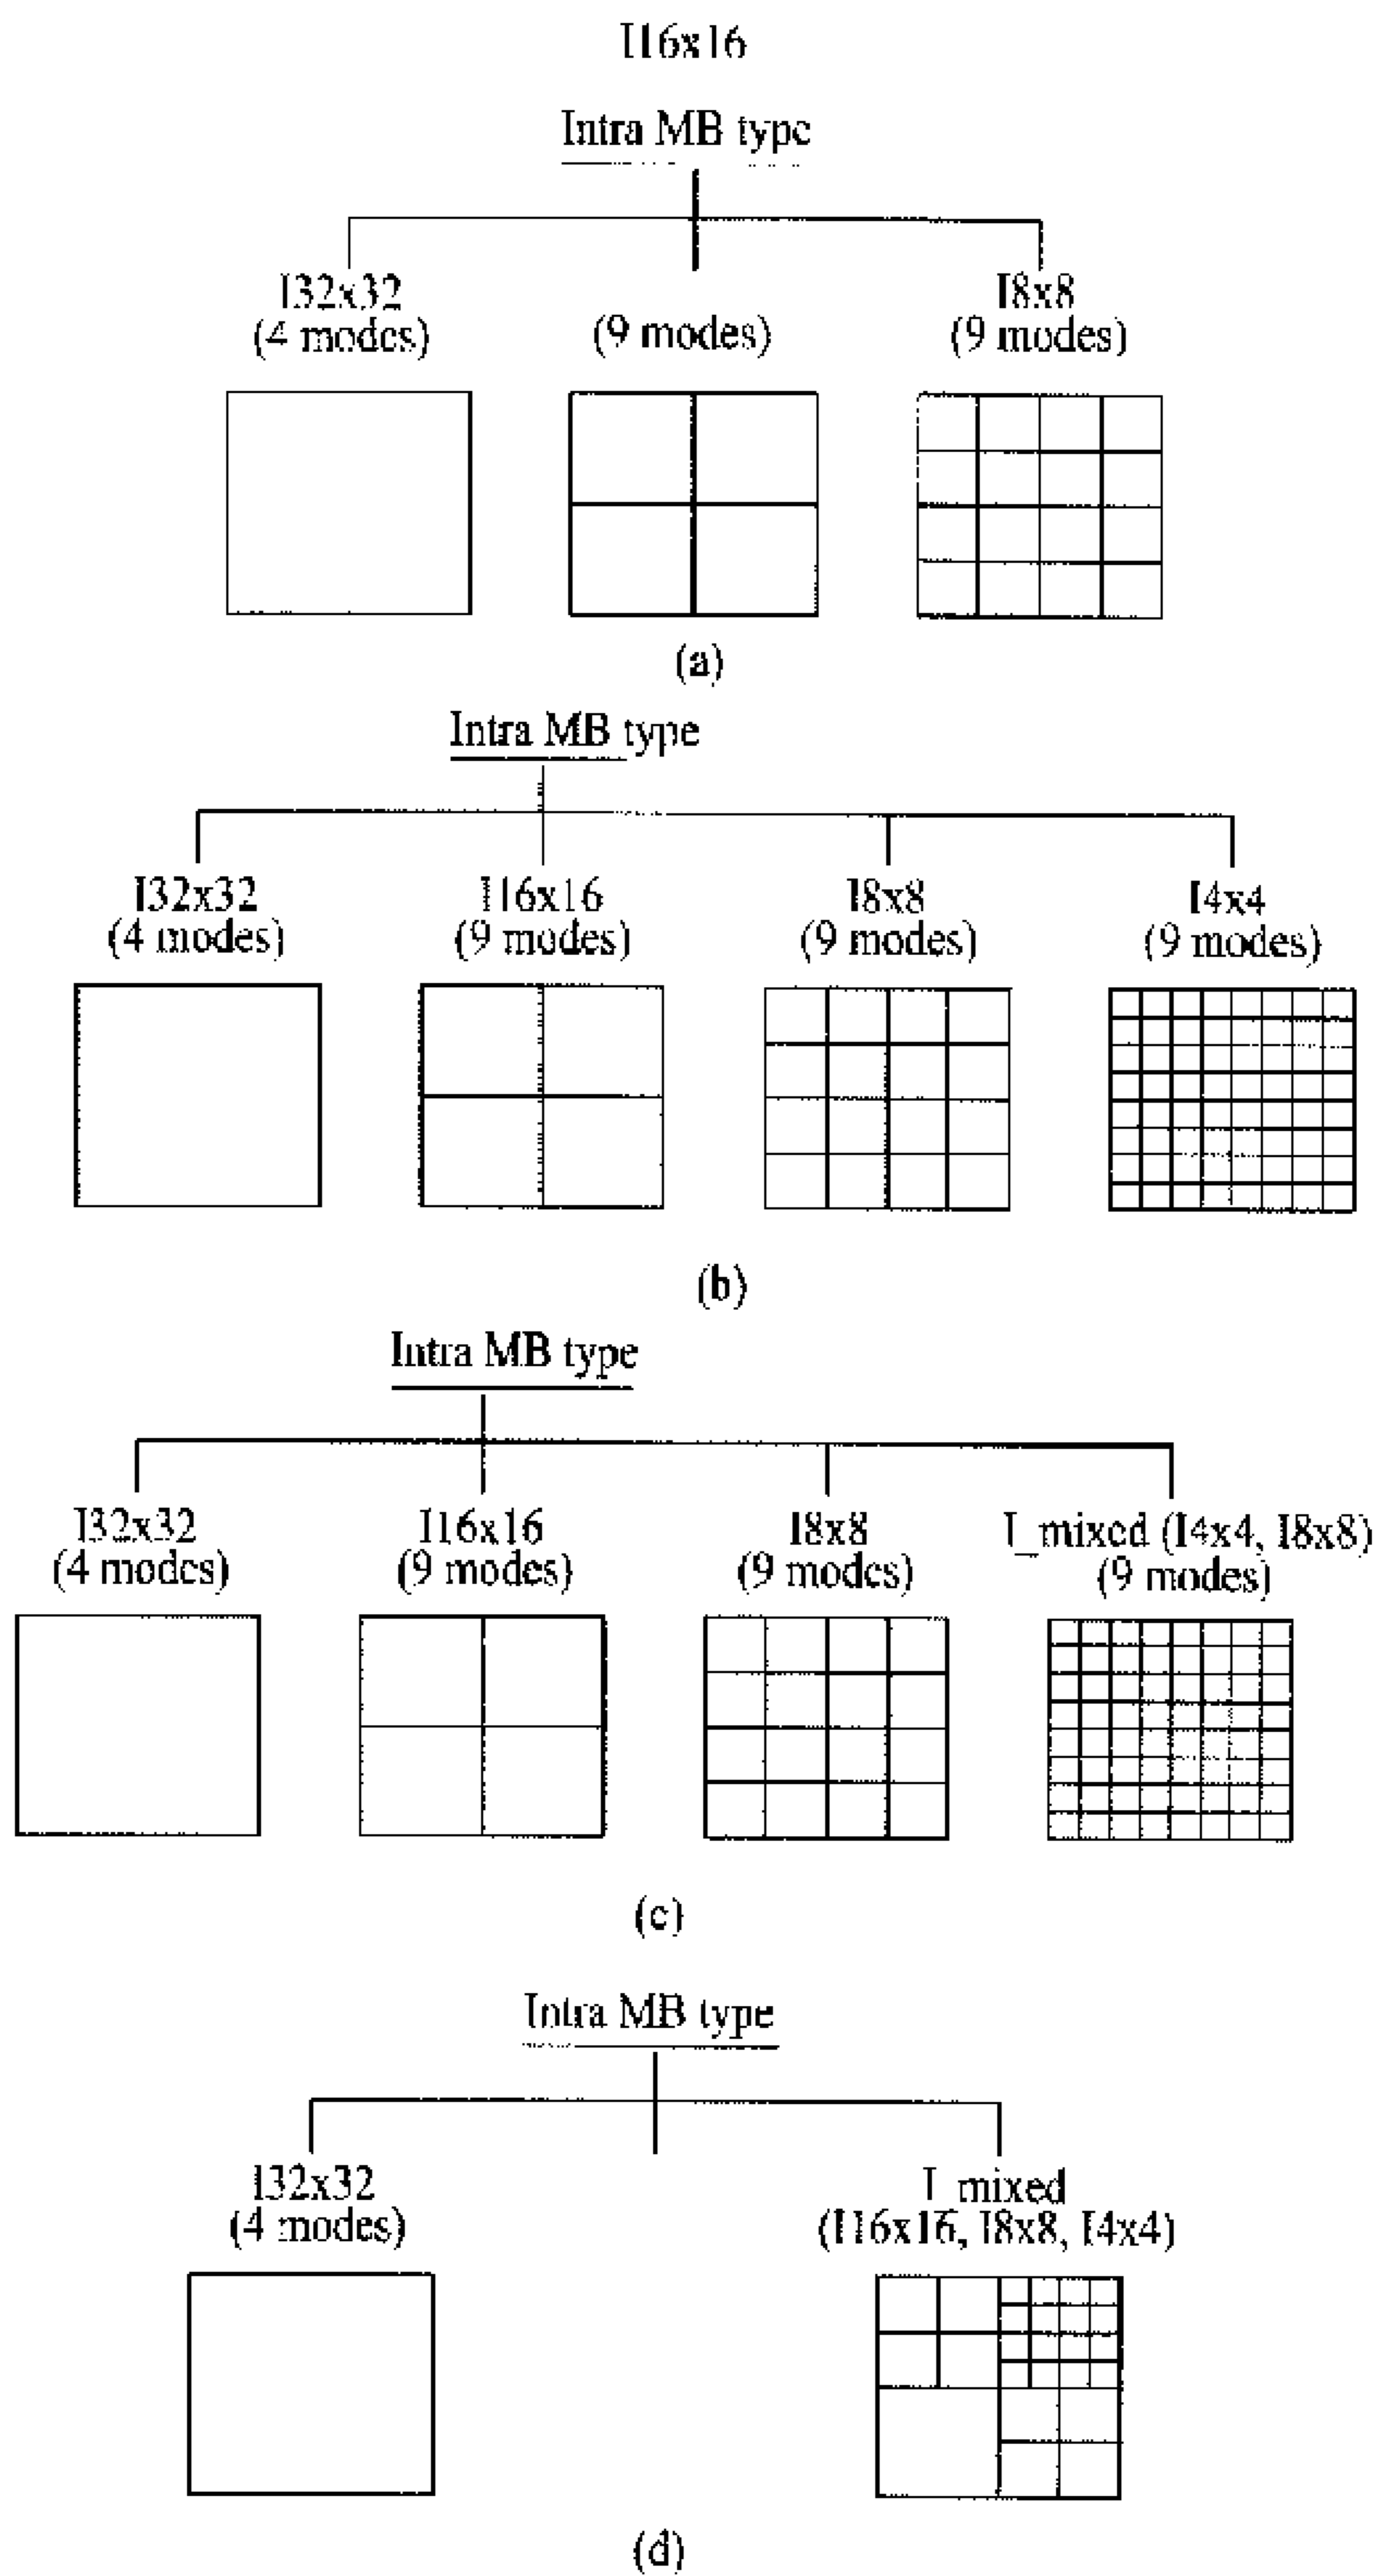 I16x16
Intra MB type
I32x32
(4 modes)
(9 modes)
I8x8
(9 modes)
(a)
Intra MB type
I32x32
(4 modes)
I16x16
(9 modes)
I8x8
(9 modes)
I4x4
(9 modes)
(b)
Intra MB type
I32x32
(4 modes)
I16x16
(9 modes)
I8x8
(9 modes)
I_mixed (I4x4, I8x8)
(9 modes)
(c)
Intra MB type
I32x32
(4 modes)
I_mixed
(I16x16, I8x8, I4x4)
(d)